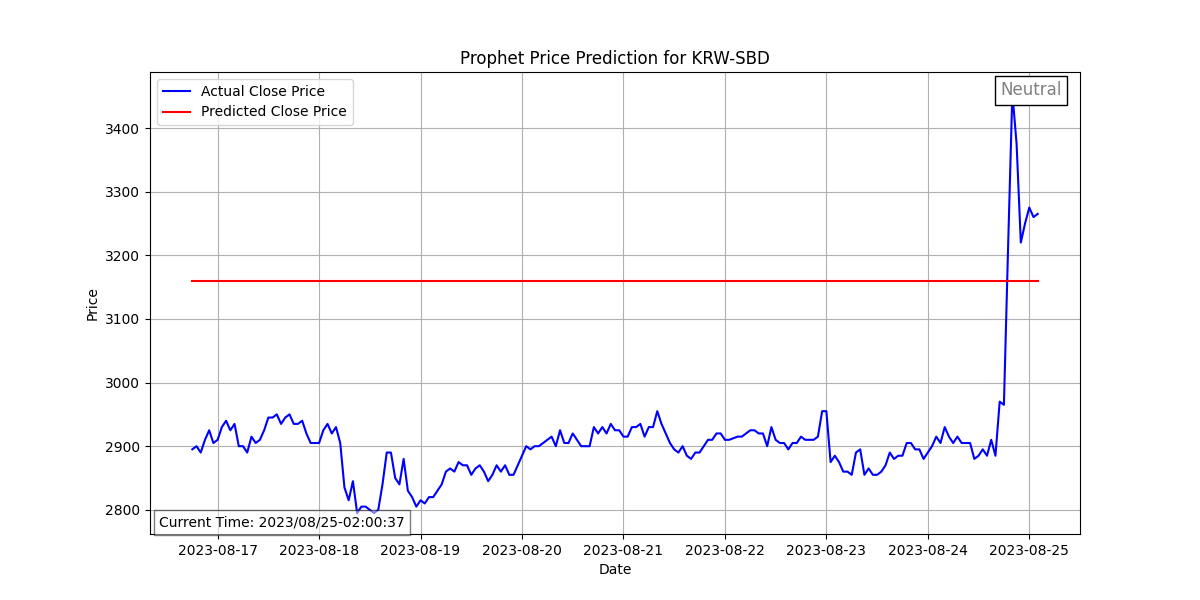 Prophet Price Prediction for KRW-SBD
Actual Close Price
Predicted Close Price
Neutral
Price
3400
3300
3200
3100
3000
2900
2800
Current Time: 2023/08/25-02:00:37
2023-08-17 2023-08-18 2023-08-19 2023-08-20 2023-08-21 2023-08-22 2023-08-23 2023-08-24 2023-08-25
Date